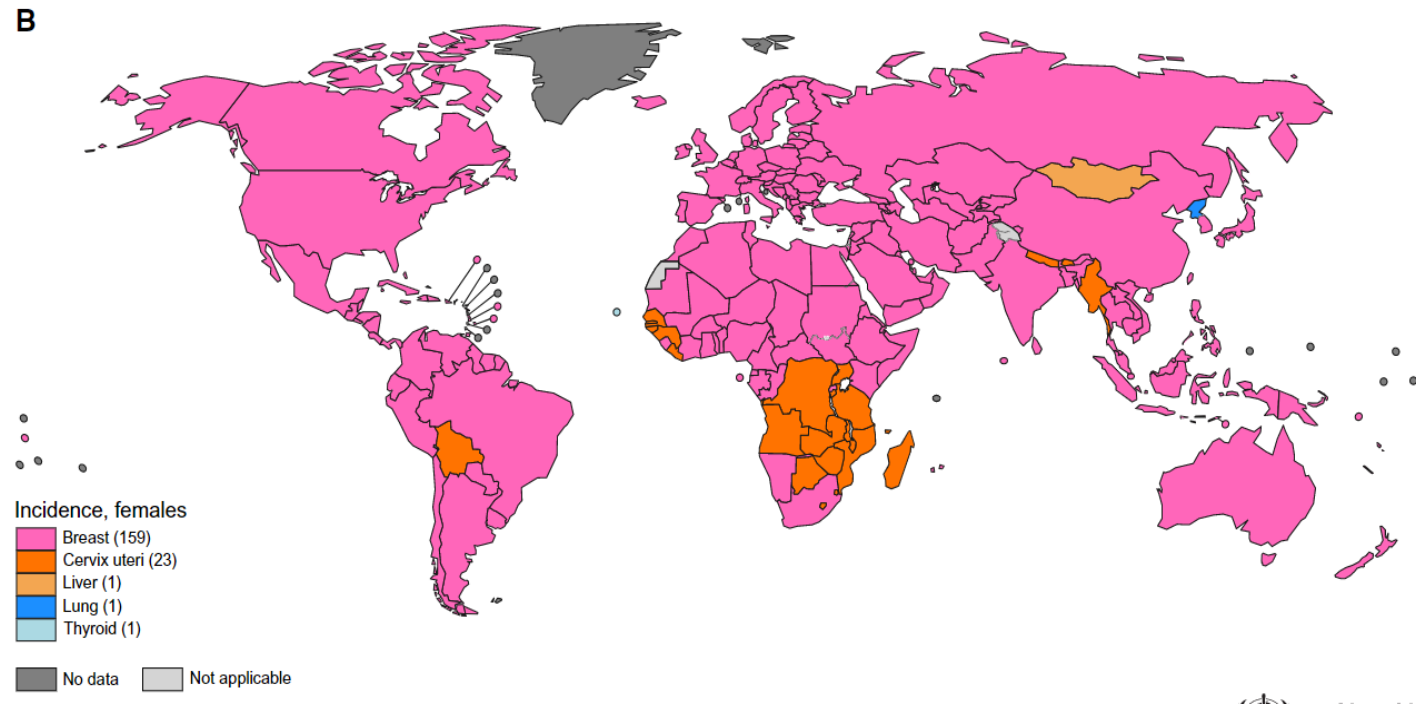 B
Incidence, females
Breast (159)
Cervix uteri (23)
Liver (1)
Lung (1)
Thyroid (1)
No data
Not applicable